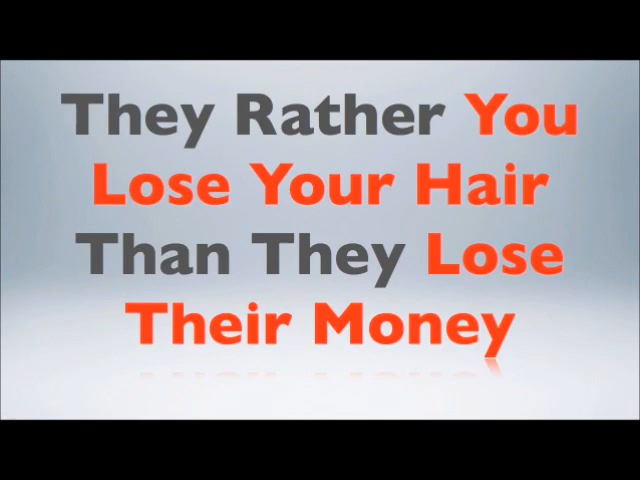 They Rather You
Lose Your Hair
Than They Lose
Their Money